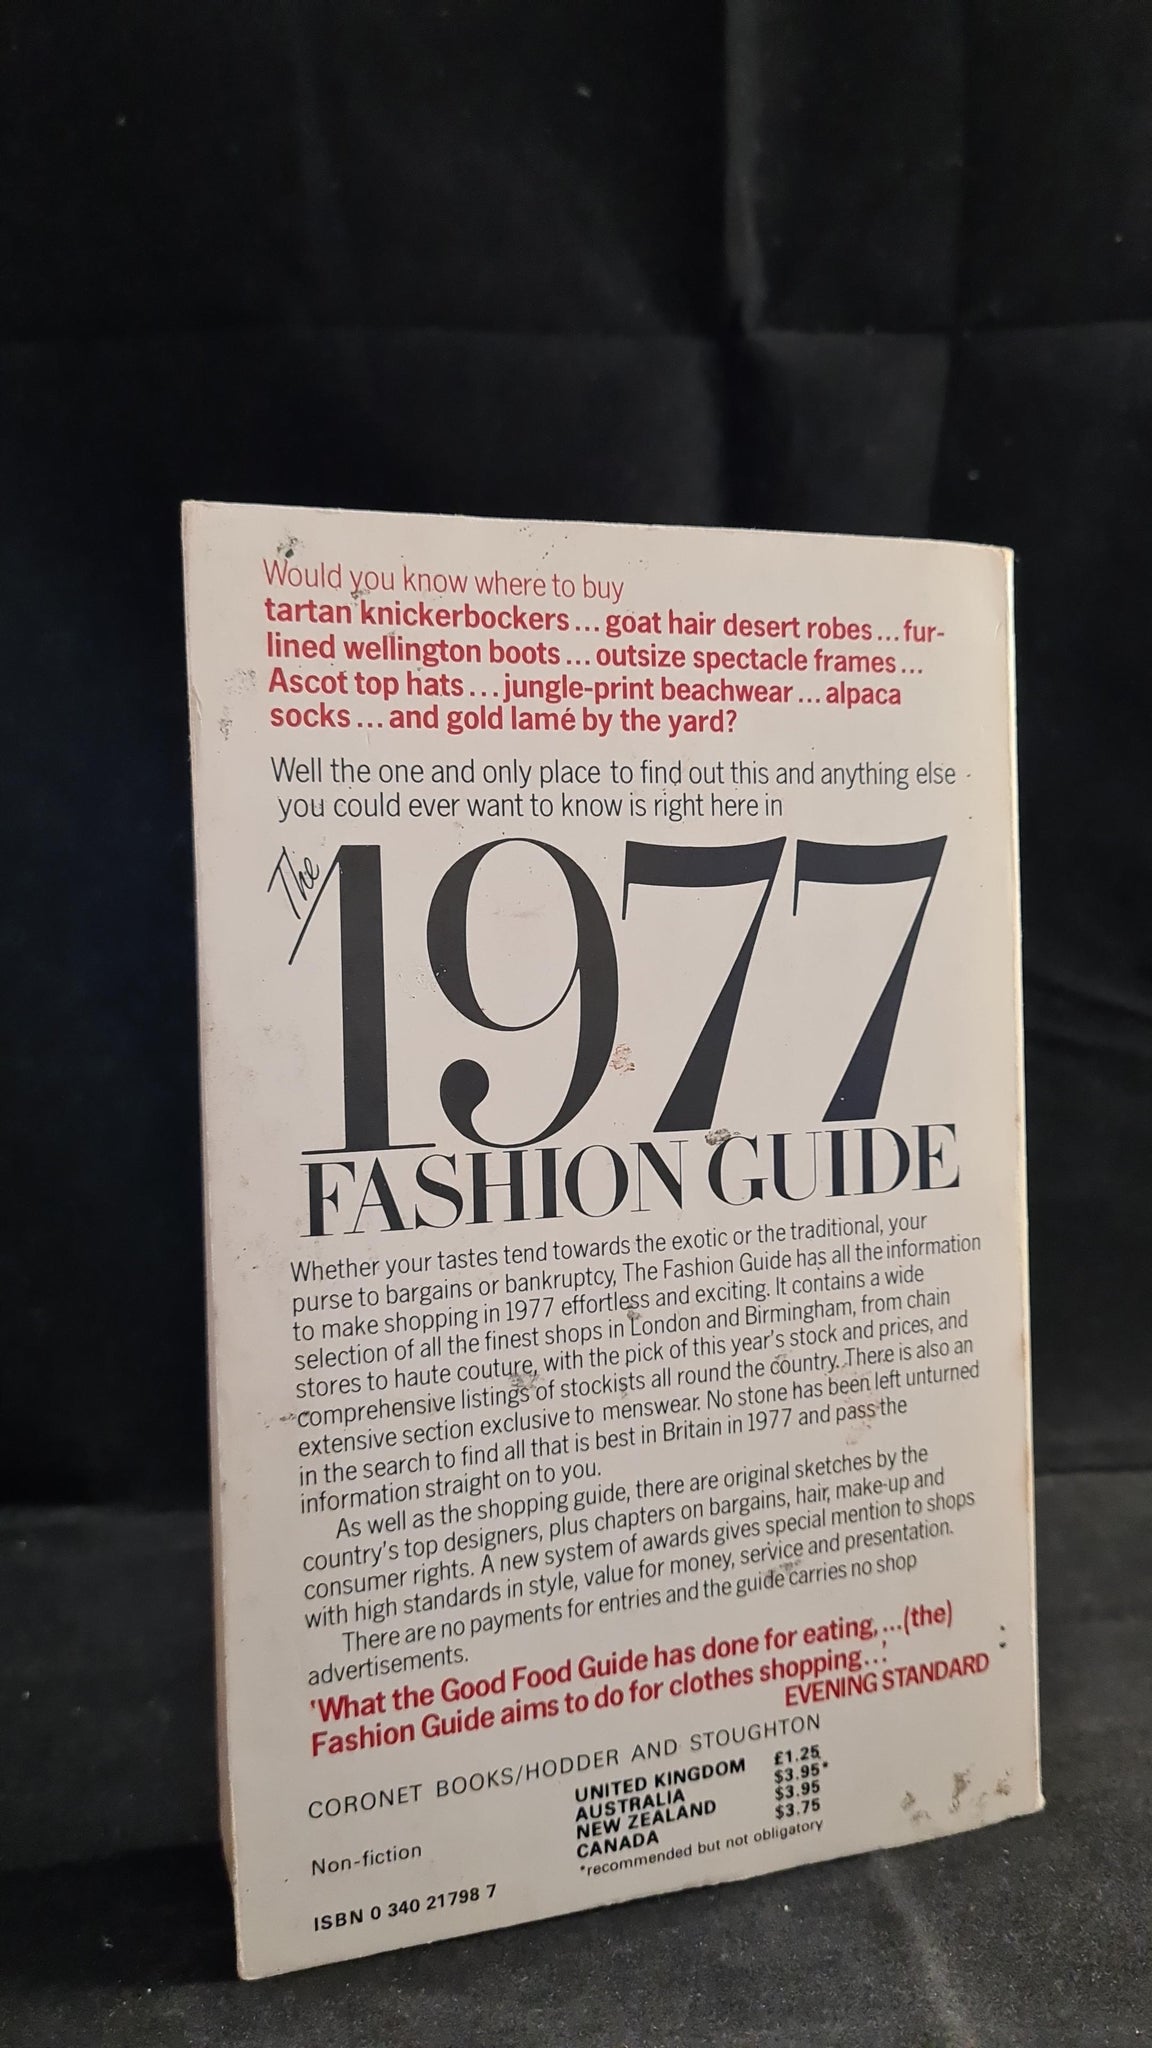 Would you know where to buy
tartan knickerbockers... goat hair desert robes... fur-
lined wellington boots... outsize spectacle frames...
Ascot top hats... jungle-print beachwear... alpaca
socks... and gold lamé by the yard?
Well the one and only place to find out this and anything else
you could ever want to know is right here in
The 1977
FASHION GUIDE
Whether your tastes tend towards the exotic or the traditional, your
purse to bargains or bankruptcy, The Fashion Guide has all the information
to make shopping in 1977 effortless and exciting. It contains a wide
selection of all the finest shops in London and Birmingham, from chain
stores to haute couture, with the pick of this year's stock and prices, and
comprehensive listings of stockists all round the country. There is also an
extensive section exclusive to menswear. No stone has been left unturned
in the search to find all that is best in Britain in 1977 and pass the
information straight on to you.
As well as the shopping guide, there are original sketches by the
country's top designers, plus chapters on bargains, hair, make-up and
consumer rights. A new system of awards gives special mention to shops
with high standards in style, value for money, service and presentation.
There are no payments for entries and the guide carries no shop
advertisements.
'What the Good Food Guide has done for eating,...(the)
Fashion Guide aims to do for clothes shopping...'
EVENING STANDARD
CORONET BOOKS/HODDER AND STOUGHTON
UNITED KINGDOM £1.25
AUSTRALIA $3.95*
NEW ZEALAND $3.95
CANADA $3.75
*recommended but not obligatory
Non-fiction
ISBN 0 340 21798 7